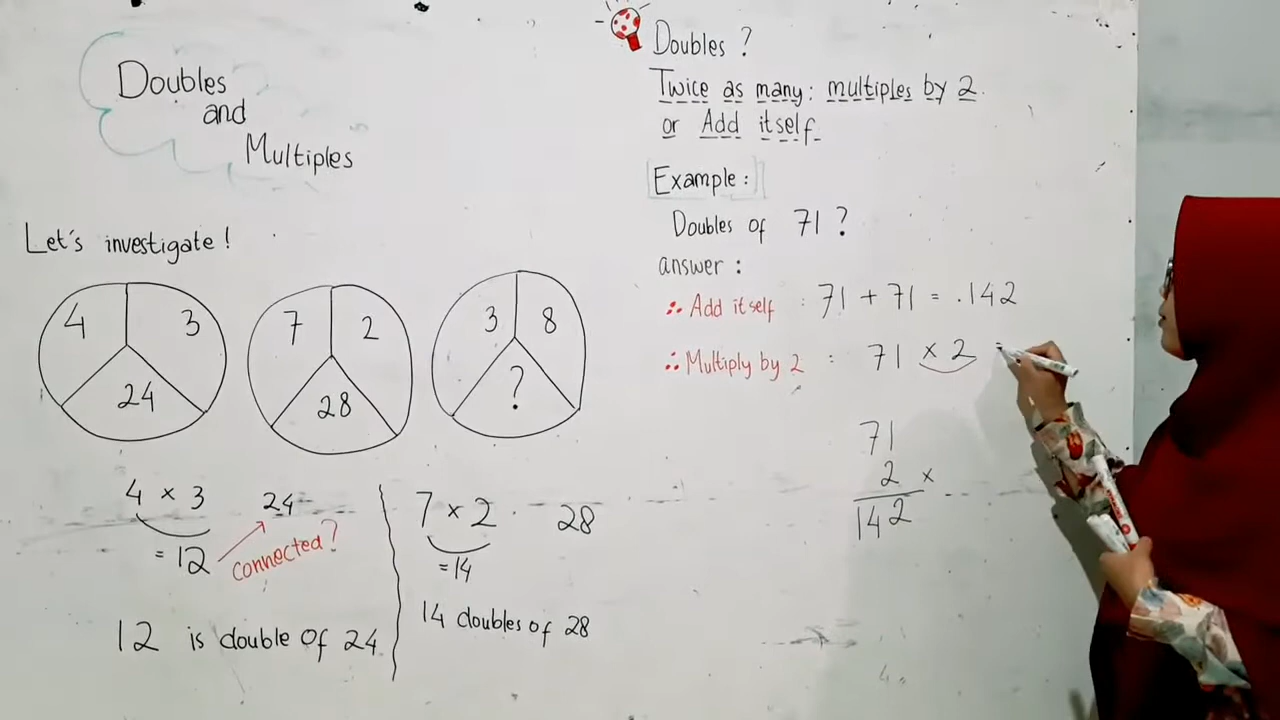 Doubles
and
Multiples
Let's investigate!
4 3
24
7 2
28
3 8
?
4 × 3 24
= 12
connected?
12 is double of 24
7 × 2 28
= 14
14 doubles of 28
Doubles ?
Twice as many: multiples by 2.
or Add itself.
Example :
Doubles of 71 ?
answer :
∴ Add itself : 71 + 71 = .142
∴ Multiply by 2 : 71 × 2 =
71
2 ×
142